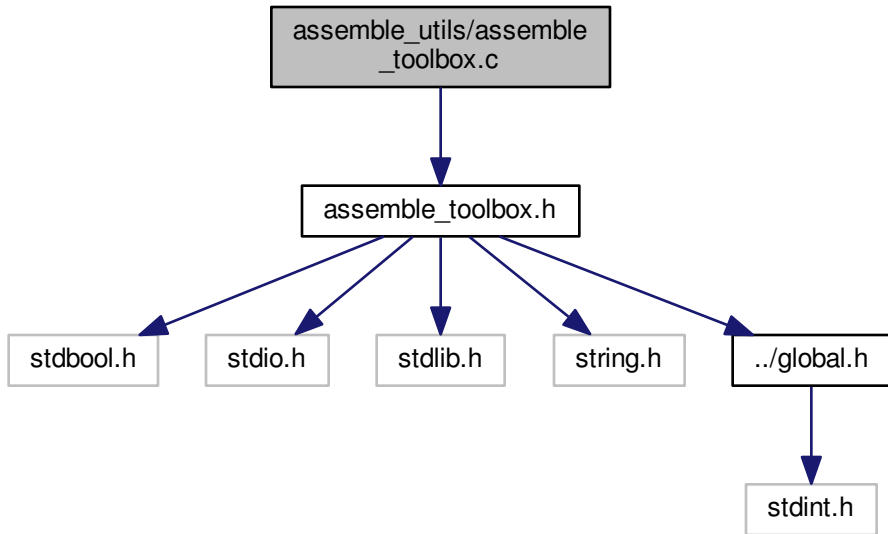 assemble_utils/assemble
_toolbox.c
assemble_toolbox.h
stdbool.h
stdio.h
stdlib.h
string.h
../global.h
stdint.h